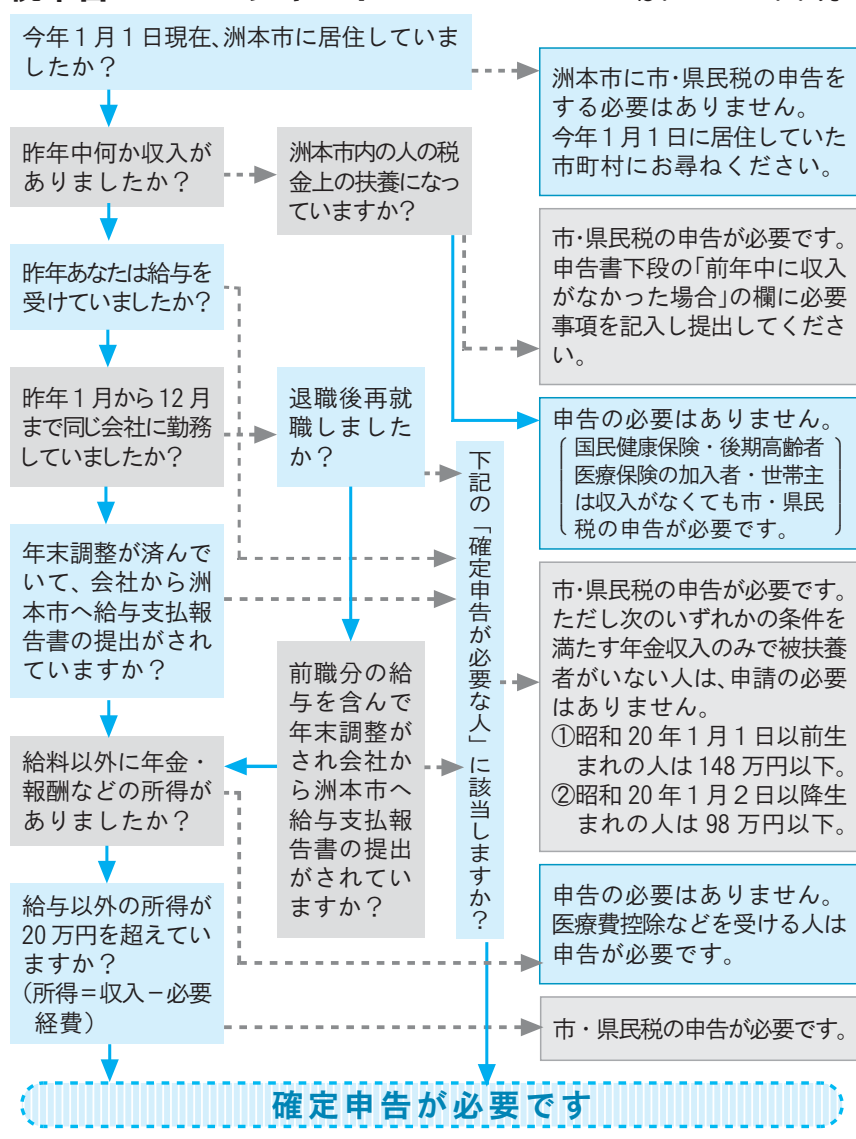 今年1月1日現在、洲本市に居住していま
したか?
洲本市に市・県民税の申告を
する必要はありません。
今年1月1日に居住していた
市町村にお尋ねください。
昨年中何か収入が
ありましたか?
洲本市内の人の税
金上の扶養になっ
ていますか?
市・県民税の申告が必要です。
申告書下段の「前年中に収入
がなかった場合」の欄に必要
事項を記入し提出してくださ
い。
昨年あなたは給与を
受けていましたか?
昨年1月から12月
まで同じ会社に勤務
していましたか?
退職後再就
職しました
か?
申告の必要はありません。
国民健康保険・後期高齢者
医療保険の加入者・世帯主
は収入がなくても市・県民
税の申告が必要です。
下記の「確定申告が必要な人」に該当しますか?
年末調整が済んで
いて、会社から洲
本市へ給与支払報
告書の提出がされ
ていますか?
市・県民税の申告が必要です。
ただし次のいずれかの条件を
満たす年金収入のみで被扶養
者がいない人は、申請の必要
はありません。
①昭和20年1月1日以前生
まれの人は148万円以下。
②昭和20年1月2日以降生
まれの人は98万円以下。
前職分の給
与を含んで
年末調整が
され会社か
ら洲本市へ
給与支払報
告書の提出
がされてい
ますか?
給料以外に年金・
報酬などの所得が
ありましたか?
申告の必要はありません。
医療費控除などを受ける人は
申告が必要です。
給与以外の所得が
20万円を超えてい
ますか?
(所得=収入-必要
経費)
市・県民税の申告が必要です。
確定申告が必要です